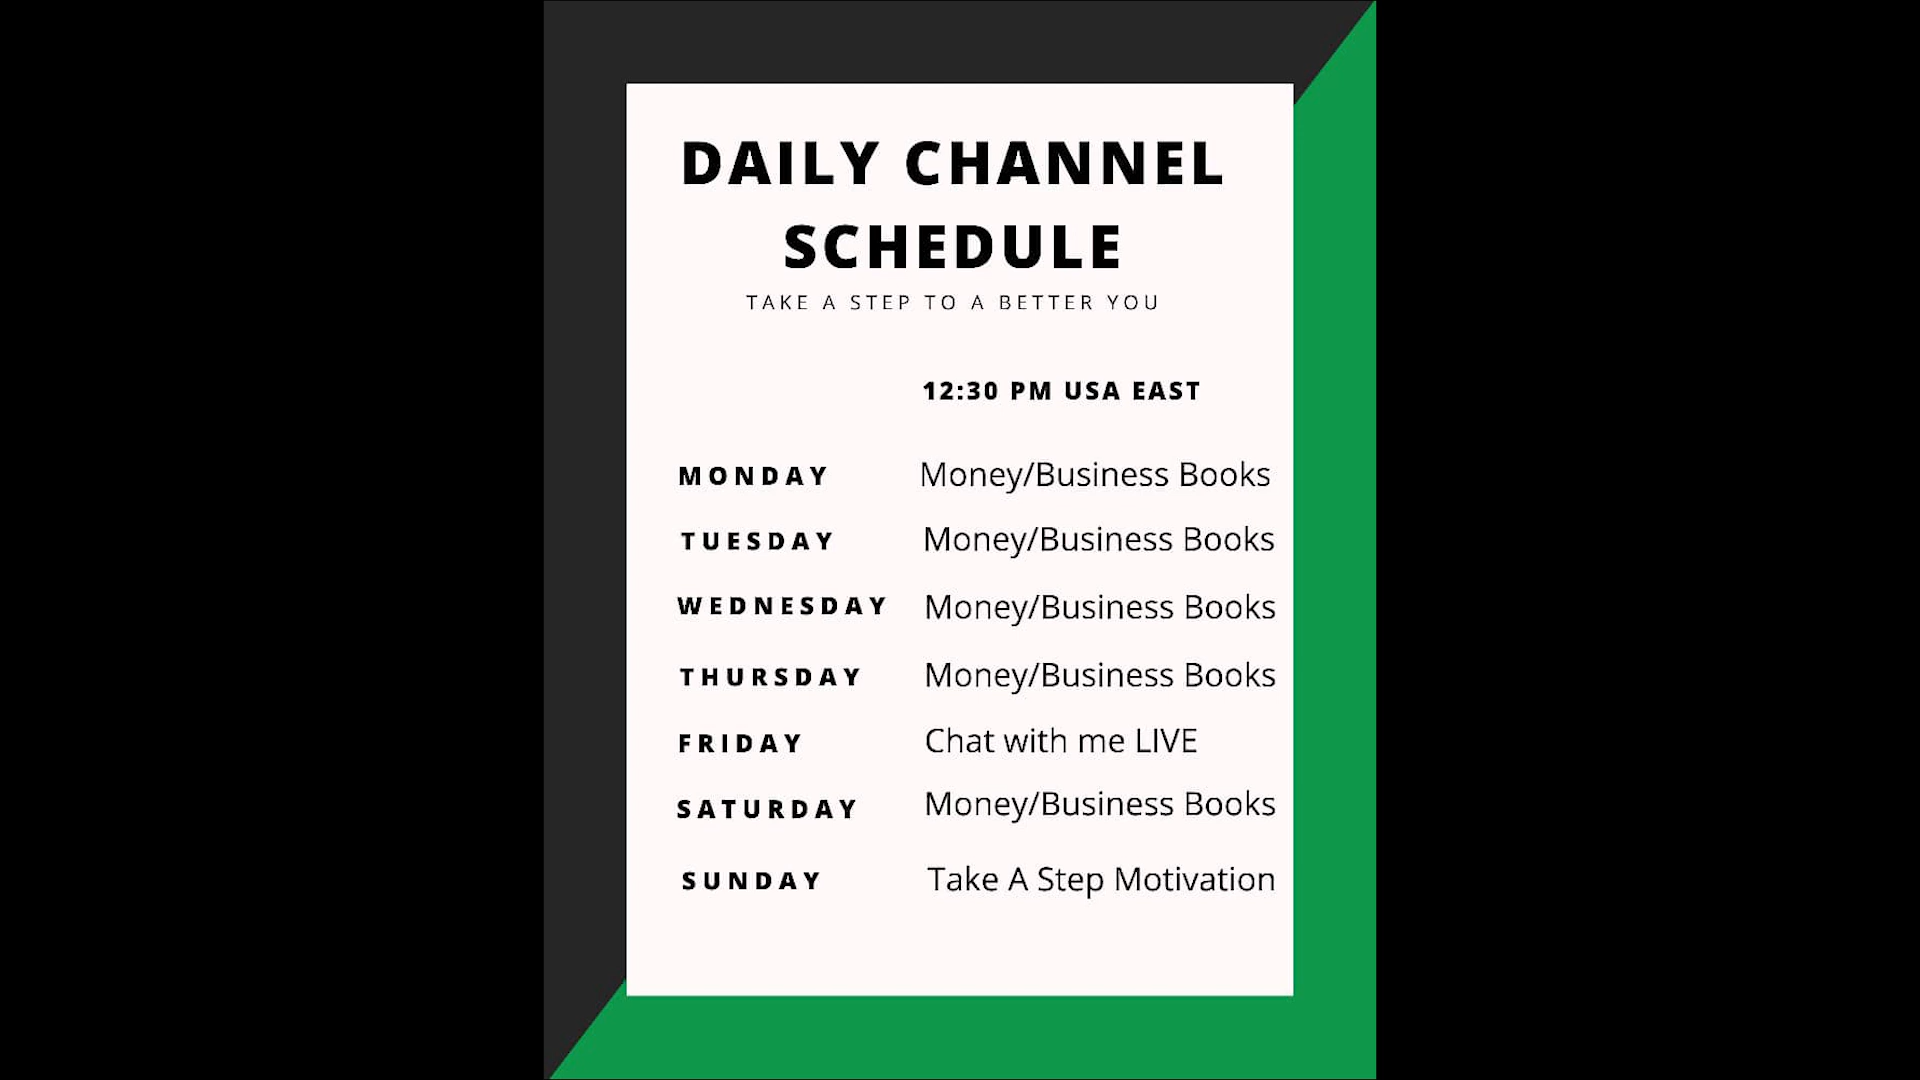 DAILY CHANNEL
SCHEDULE
TAKE A STEP TO A BETTER YOU
12:30 PM USA EAST
MONDAY Money/Business Books
TUESDAY Money/Business Books
WEDNESDAY Money/Business Books
THURSDAY Money/Business Books
FRIDAY Chat with me LIVE
SATURDAY Money/Business Books
SUNDAY Take A Step Motivation